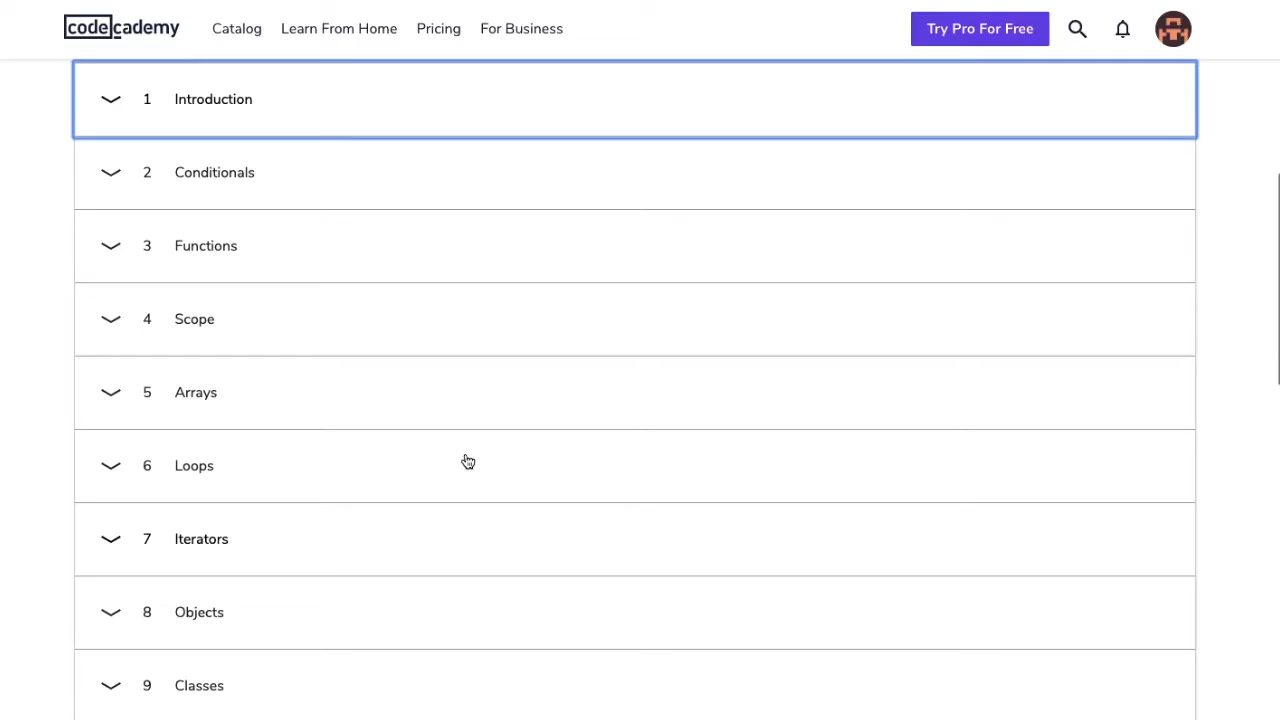 codecademy Catalog Learn From Home Pricing For Business Try Pro For Free
1 Introduction
2 Conditionals
3 Functions
4 Scope
5 Arrays
6 Loops
7 Iterators
8 Objects
9 Classes